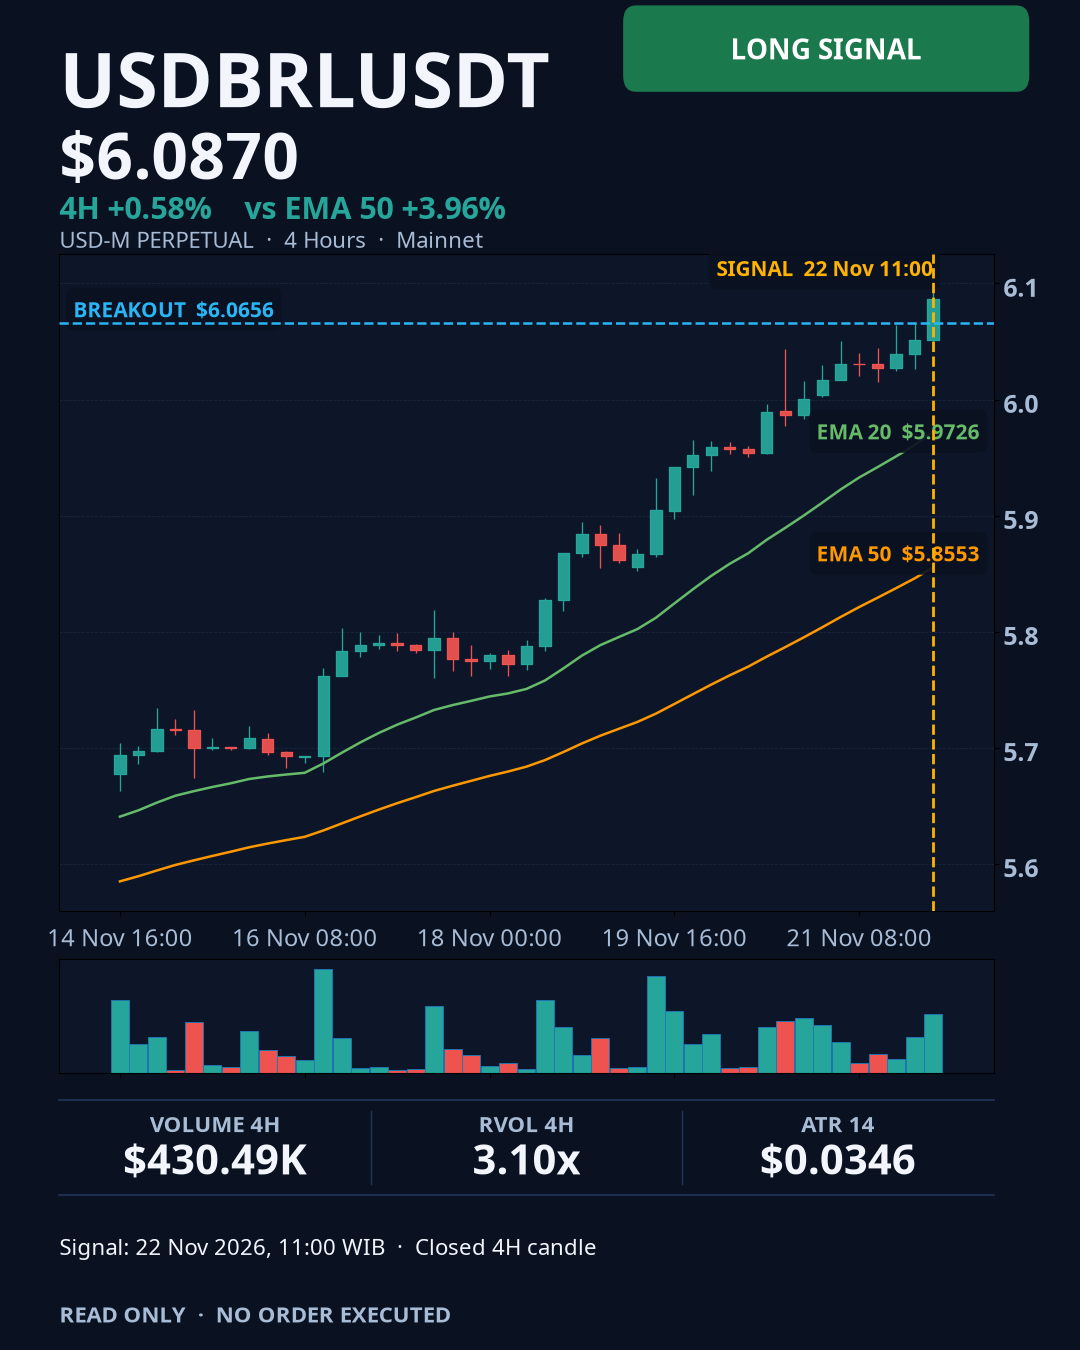 LONG SIGNAL
USDBRLUSDT
$6.0870
4H +0.58% vs EMA 50 +3.96%
USD-M PERPETUAL · 4 Hours · Mainnet
SIGNAL 22 Nov 11:00
BREAKOUT $6.0656
EMA 20 $5.9726
EMA 50 $5.8553
6.1
6.0
5.9
5.8
5.7
5.6
14 Nov 16:00 16 Nov 08:00 18 Nov 00:00 19 Nov 16:00 21 Nov 08:00
VOLUME 4H RVOL 4H ATR 14
$430.49K 3.10x $0.0346
Signal: 22 Nov 2026, 11:00 WIB · Closed 4H candle
READ ONLY · NO ORDER EXECUTED